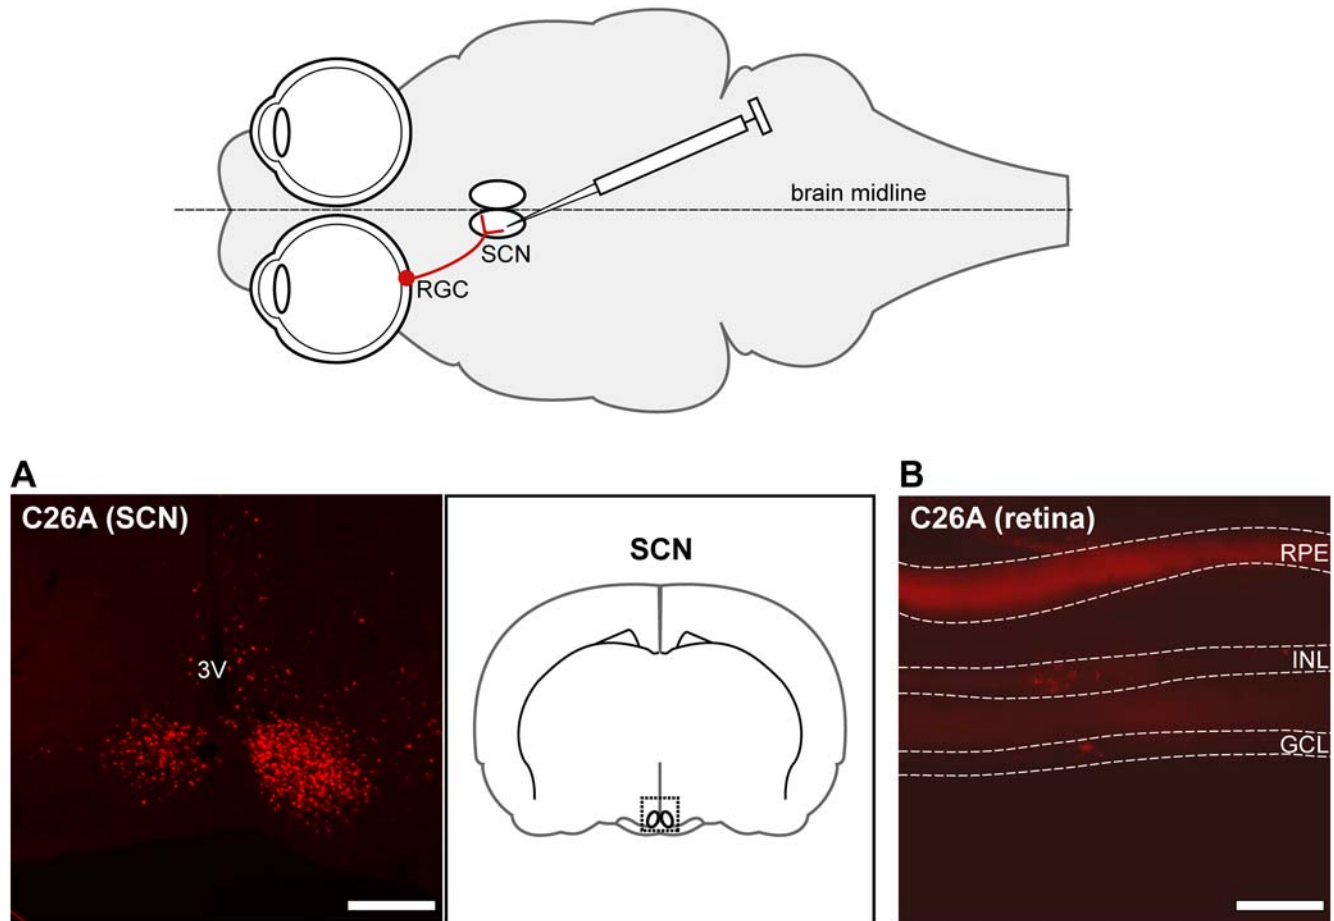 brain midline
SCN
RGC
A
B
C26A (SCN)
3V
SCN
C26A (retina)
RPE
INL
GCL